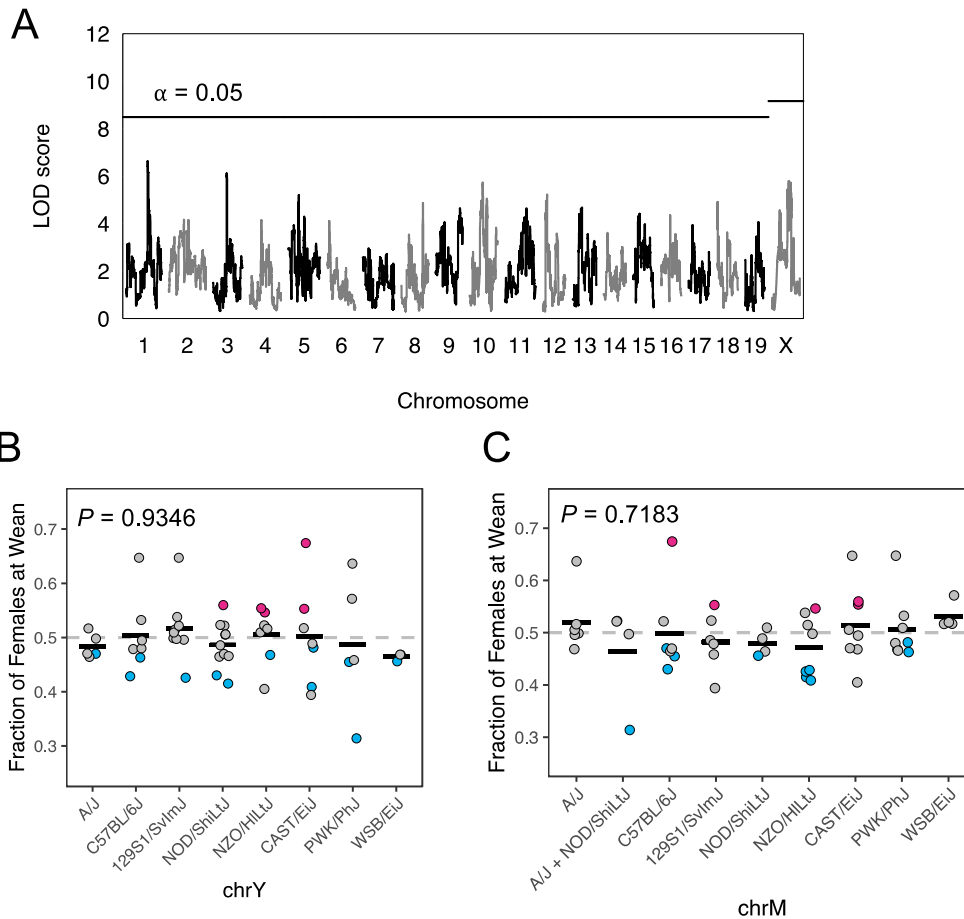 A
12
10
8
6
4
2
0
LOD score
α = 0.05
1 2 3 4 5 6 7 8 9 10 11 12 13 14 15 16 17 18 19 X
Chromosome
B
Fraction of Females at Wean
0.7
0.6
0.5
0.4
0.3
P = 0.9346
A/J
C57BL/6J
129S1/SvImJ
NOD/ShiLtJ
NZO/HILtJ
CAST/EiJ
PWK/PhJ
WSB/EiJ
chrY
C
Fraction of Females at Wean
0.7
0.6
0.5
0.4
0.3
P = 0.7183
A/J
A/J + NOD/ShiLtJ
C57BL/6J
129S1/SvImJ
NOD/ShiLtJ
NZO/HILtJ
CAST/EiJ
PWK/PhJ
WSB/EiJ
chrM